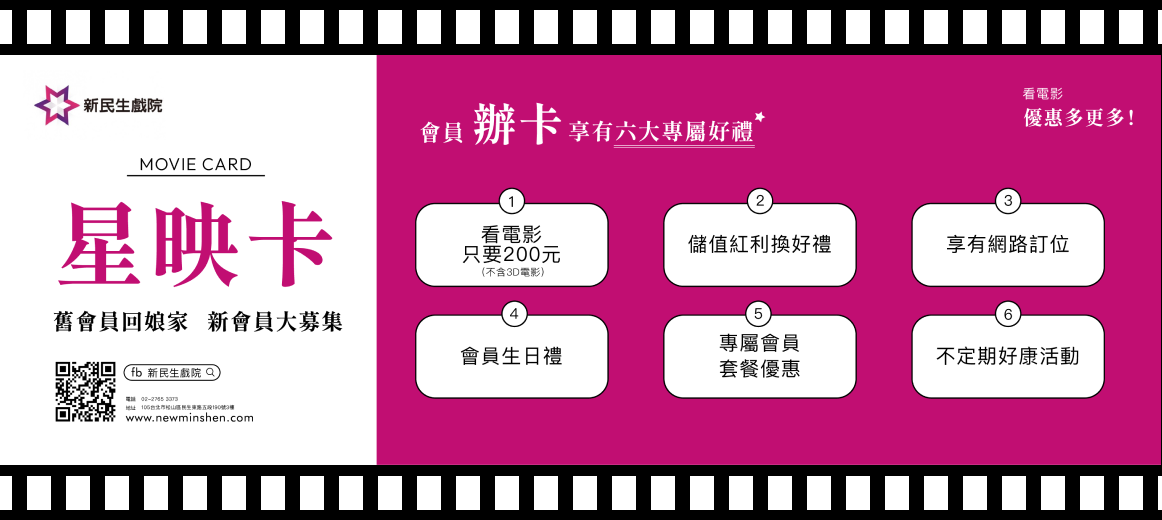 新民生戲院
MOVIE CARD
星映卡
舊會員回娘家 新會員大募集
fb 新民生戲院
電話 02-2765 3373
地址 105台北市松山區民生東路五段190號3樓
www.newminshen.com
會員 辦卡 享有六大專屬好禮
看電影
優惠多更多!
1
看電影
只要200元
(不含3D電影)
2
儲值紅利換好禮
3
享有網路訂位
4
會員生日禮
5
專屬會員
套餐優惠
6
不定期好康活動